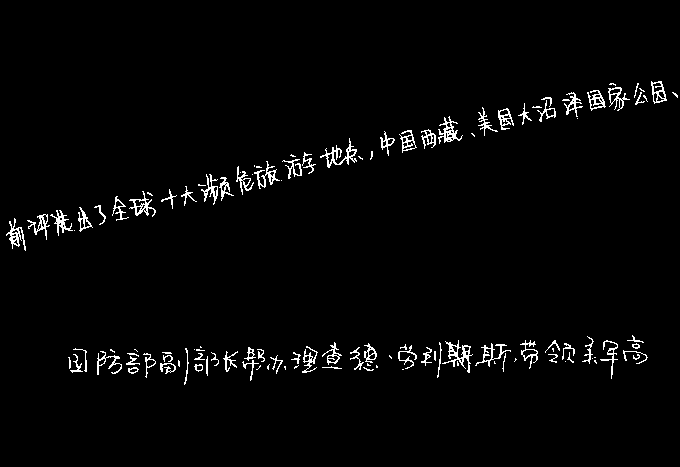 前评选出了全球十大濒危旅游地点，中国西藏、美国大沼泽国家公园、
国防部副部长帮办理查德·劳利斯，带领美军高